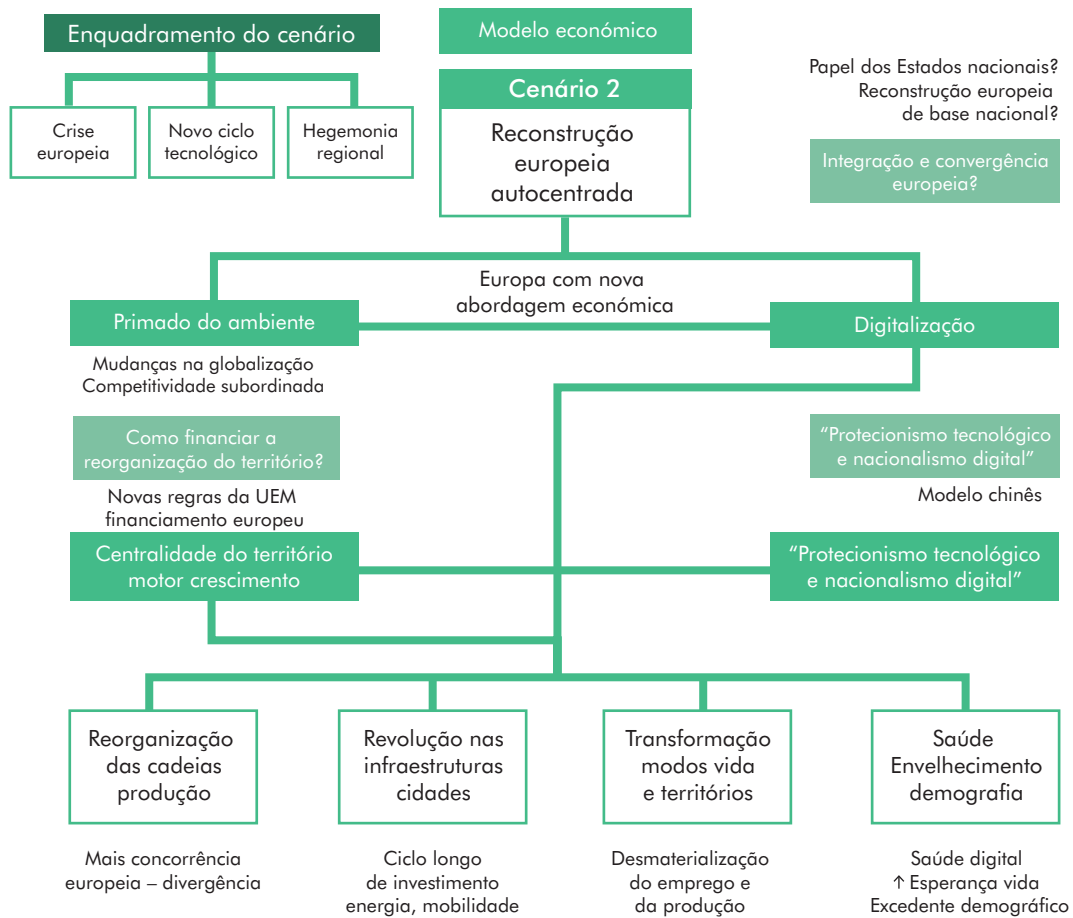 Enquadramento do cenário
Crise
europeia
Novo ciclo
tecnológico
Hegemonia
regional
Modelo económico
Cenário 2
Reconstrução
europeia
autocentrada
Papel dos Estados nacionais?
Reconstrução europeia
de base nacional?
Integração e convergência
europeia?
Europa com nova
abordagem económica
Primado do ambiente
Digitalização
Mudanças na globalização
Competitividade subordinada
Como financiar a
reorganização do território?
Novas regras da UEM
financiamento europeu
“Protecionismo tecnológico
e nacionalismo digital”
Modelo chinês
Centralidade do território
motor crescimento
“Protecionismo tecnológico
e nacionalismo digital”
Reorganização
das cadeias
produção
Revolução nas
infraestruturas
cidades
Transformação
modos vida
e territórios
Saúde
Envelhecimento
demografia
Mais concorrência
europeia – divergência
Ciclo longo
de investimento
energia, mobilidade
Desmaterialização
do emprego e
da produção
Saúde digital
↑ Esperança vida
Excedente demográfico